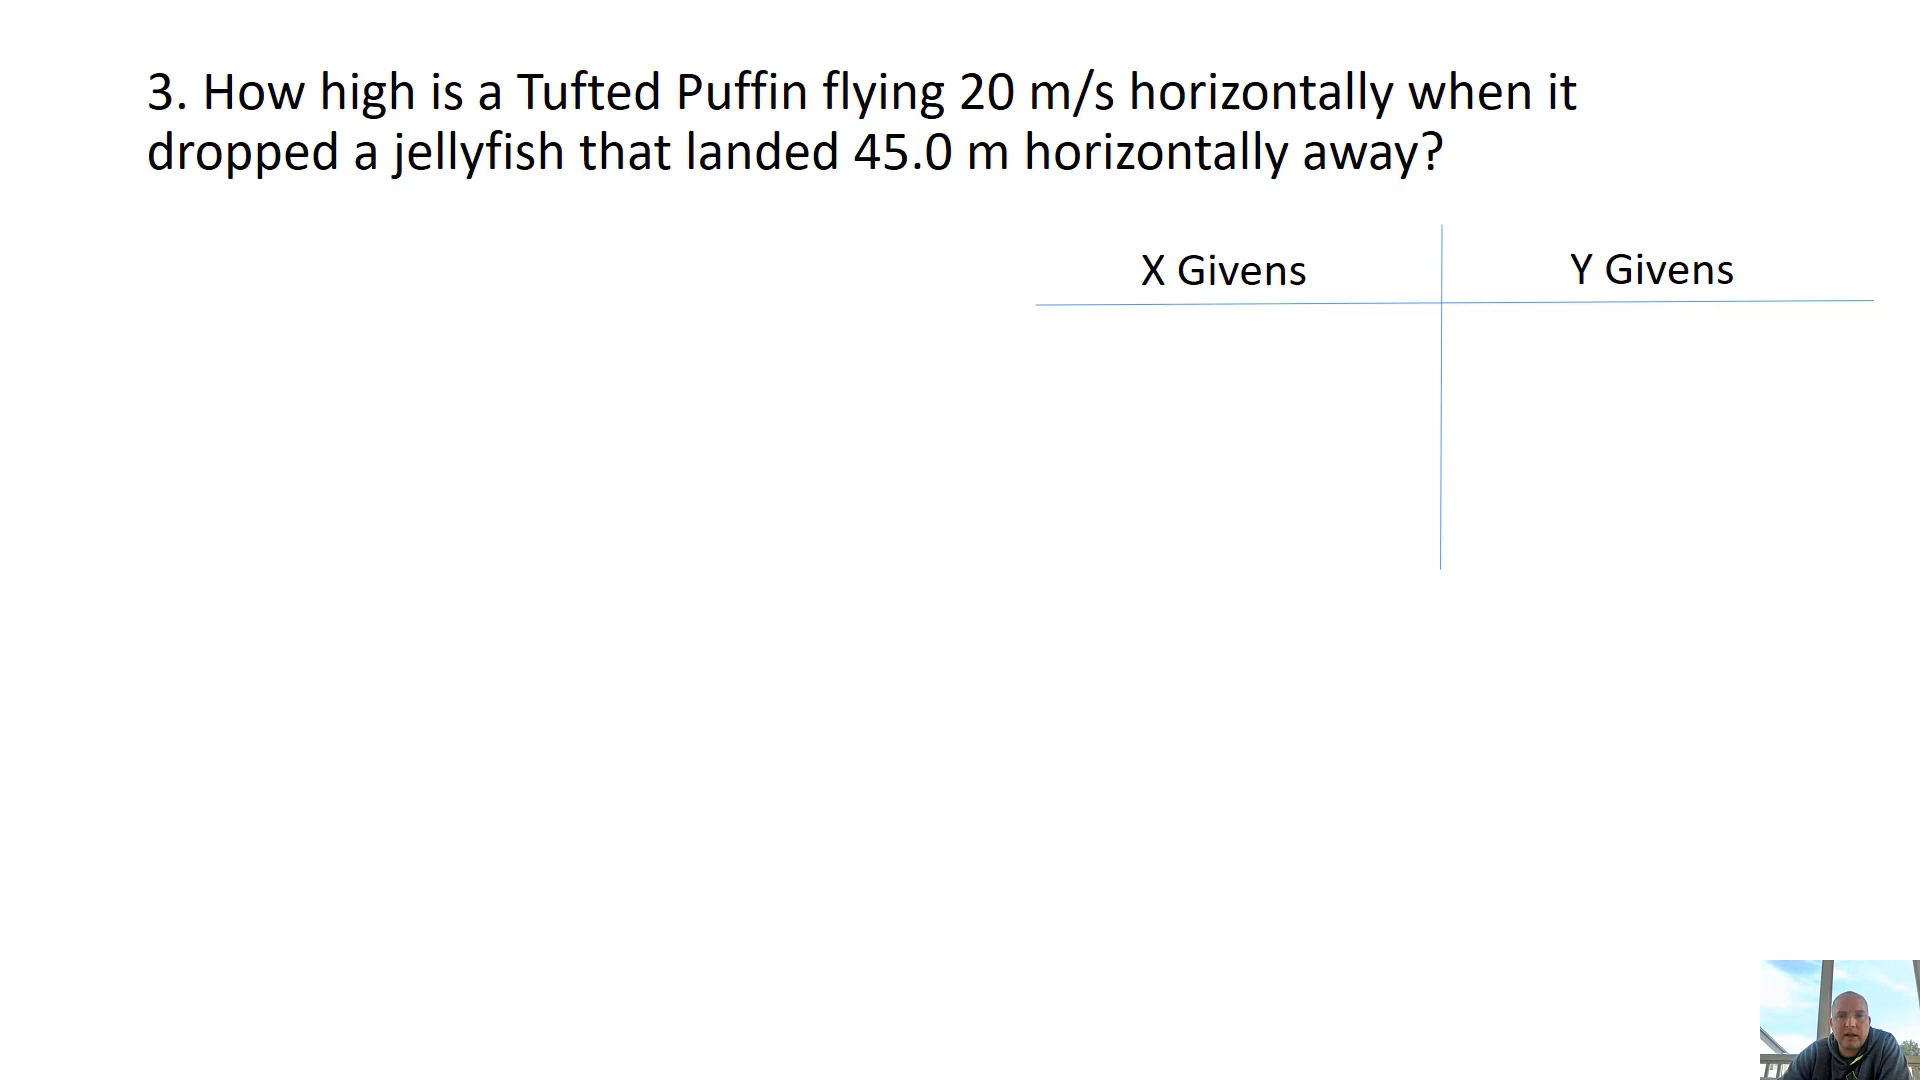 3. How high is a Tufted Puffin flying 20 m/s horizontally when it
dropped a jellyfish that landed 45.0 m horizontally away?
X Givens
Y Givens